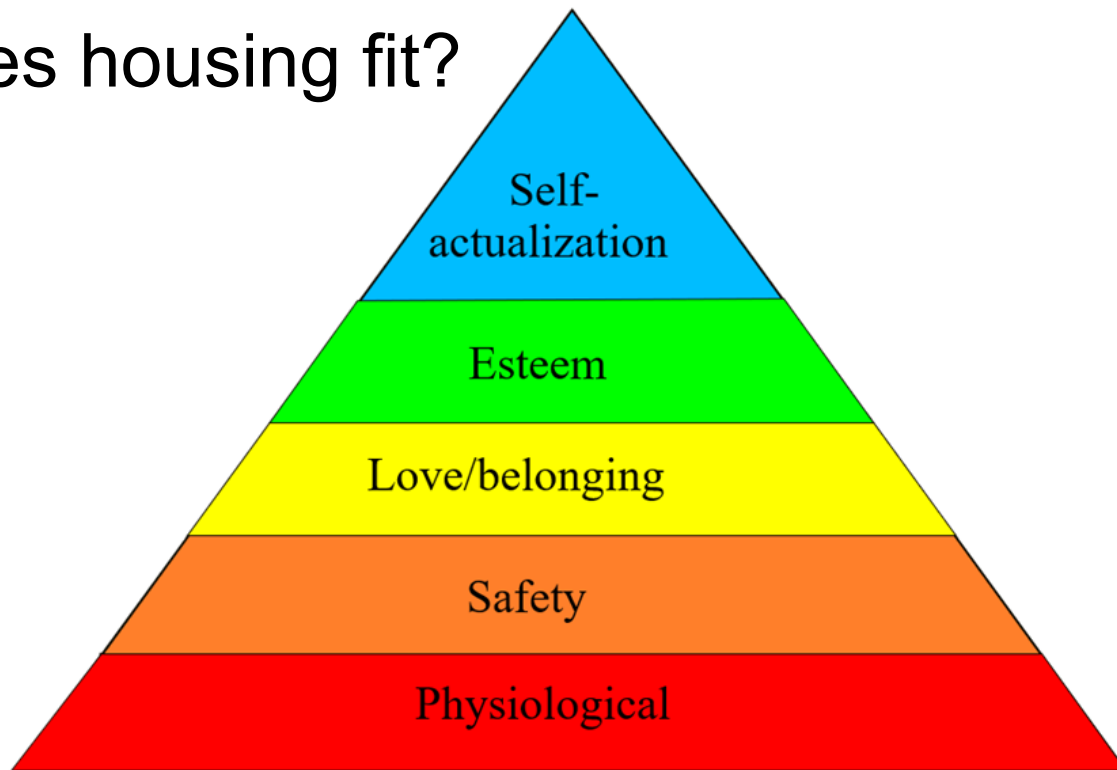 es housing fit?
Self-
actualization
Esteem
Love/belonging
Safety
Physiological